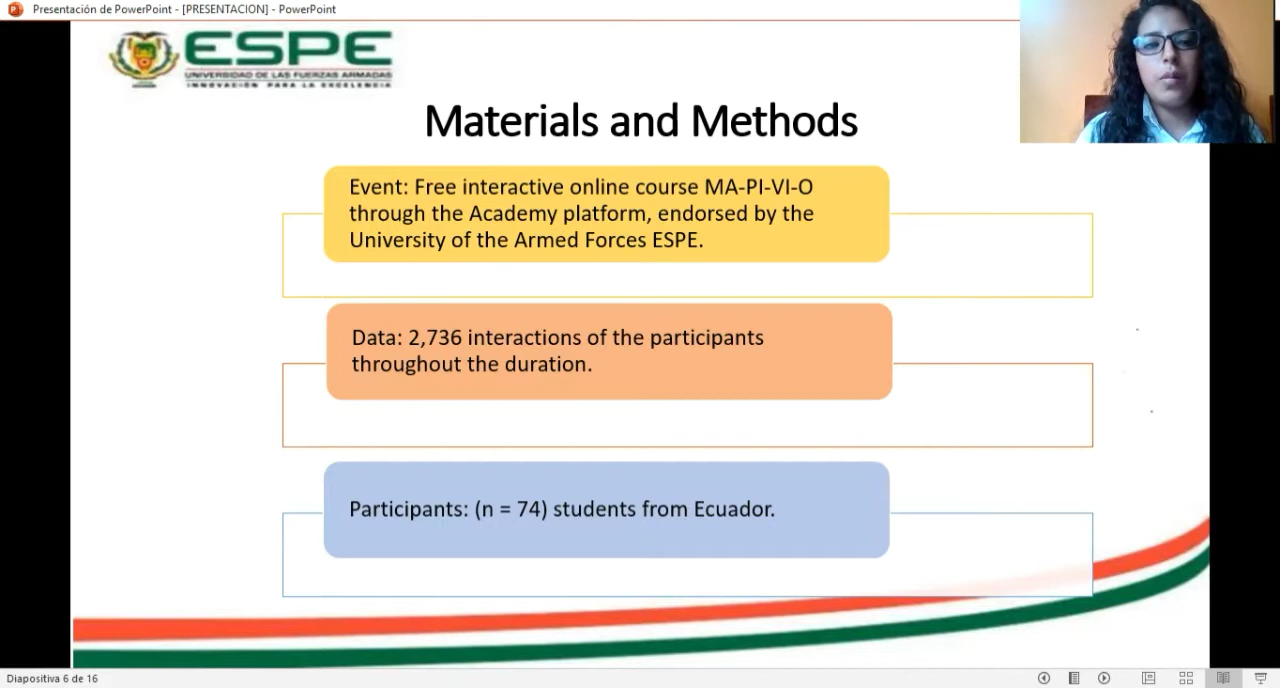 Presentación de PowerPoint - [PRESENTACION] - PowerPoint
ESPE
UNIVERSIDAD DE LAS FUERZAS ARMADAS
INNOVACIÓN PARA LA EXCELENCIA
Materials and Methods
Event: Free interactive online course MA-PI-VI-O
through the Academy platform, endorsed by the
University of the Armed Forces ESPE.
Data: 2,736 interactions of the participants
throughout the duration.
Participants: (n = 74) students from Ecuador.
Diapositiva 6 de 16